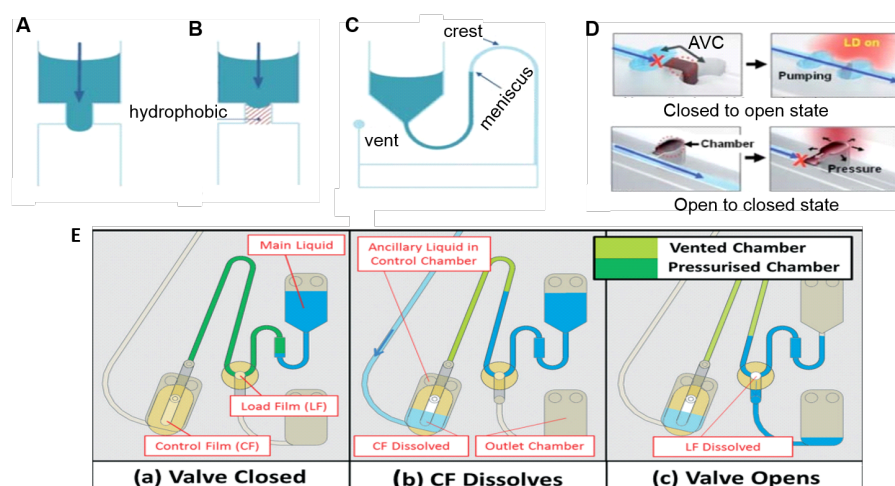 A
B
hydrophobic
C
crest
meniscus
vent
D
AVC
LD on
Pumping
Closed to open state
Chamber
Pressure
Open to closed state
E
Main Liquid
Load Film (LF)
Control Film (CF)
(a) Valve Closed
Ancillary Liquid in
Control Chamber
CF Dissolved
Outlet Chamber
(b) CF Dissolves
Vented Chamber
Pressurised Chamber
LF Dissolved
(c) Valve Opens